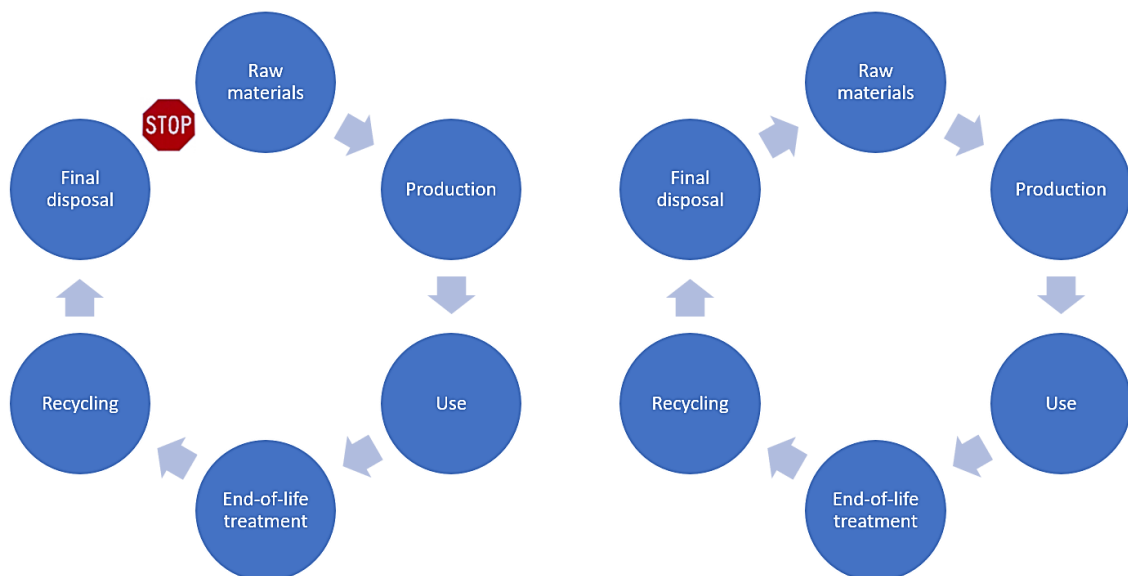 Raw
materials
STOP
Final
disposal
Production
Recycling
Use
End-of-life
treatment
Raw
materials
Final
disposal
Production
Recycling
Use
End-of-life
treatment